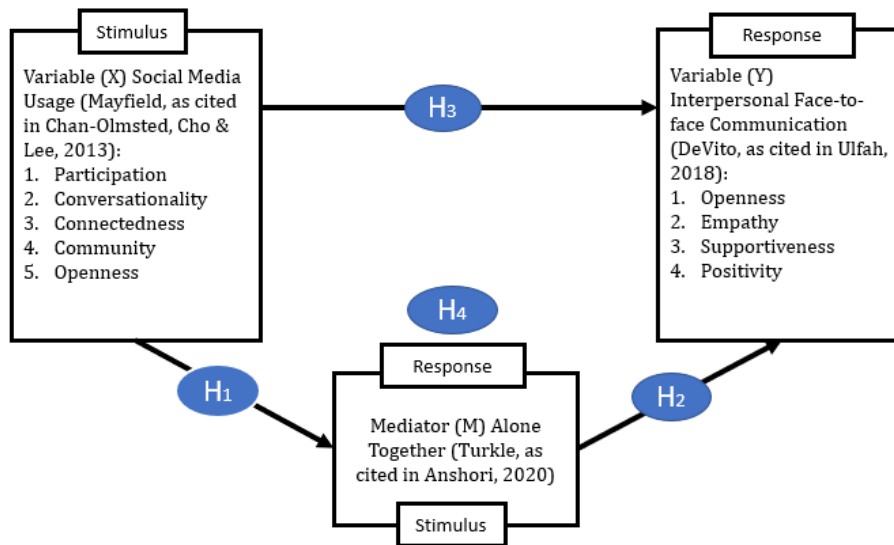 Stimulus
Variable (X) Social Media
Usage (Mayfield, as cited
in Chan-Olmsted, Cho &
Lee, 2013):
1. Participation
2. Conversationality
3. Connectedness
4. Community
5. Openness
H3
Response
Variable (Y)
Interpersonal Face-to-
face Communication
(DeVito, as cited in Ulfah,
2018):
1. Openness
2. Empathy
3. Supportiveness
4. Positivity
H4
H1
Response
Mediator (M) Alone
Together (Turkle, as
cited in Anshori, 2020)
Stimulus
H2